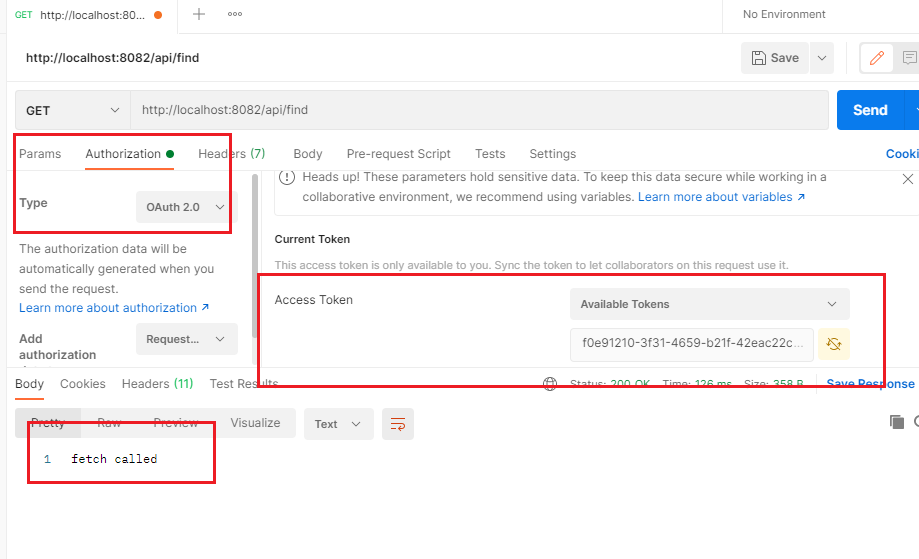 GET http://localhost:80...
No Environment
http://localhost:8082/api/find
Save
GET http://localhost:8082/api/find
Send
Params Authorization Headers (7) Body Pre-request Script Tests Settings Cooki
Heads up! These parameters hold sensitive data. To keep this data secure while working in a
collaborative environment, we recommend using variables. Learn more about variables ↗
Type
OAuth 2.0
The authorization data will be
automatically generated when you
send the request.
Learn more about authorization ↗
Add
authorization
Request...
Current Token
This access token is only available to you. Sync the token to let collaborators on this request use it.
Access Token
Available Tokens
f0e91210-3f31-4659-b21f-42eac22c...
Body Cookies Headers (11) Test Results
Status: 200 OK Time: 126 ms Size: 358 B
Save Response
Pretty Raw Preview Visualize Text
1 fetch called